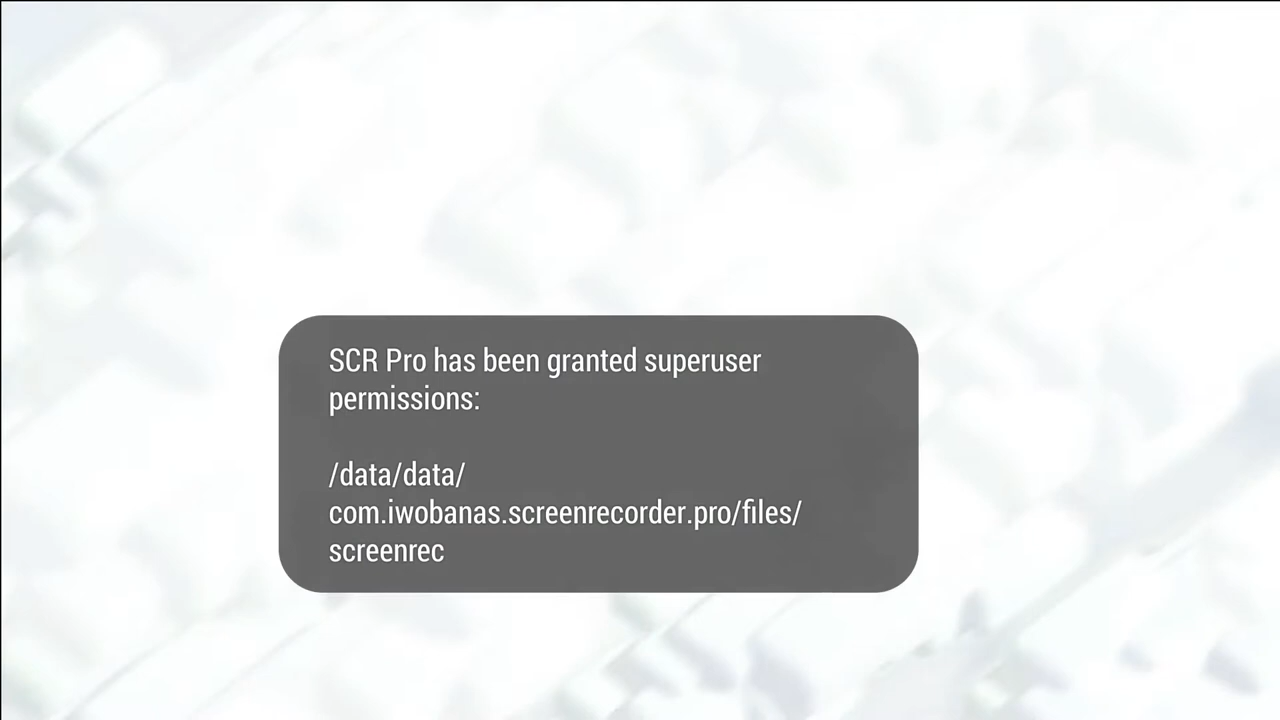 SCR Pro has been granted superuser
permissions:
/data/data/
com.iwobanas.screenrecorder.pro/files/
screenrec